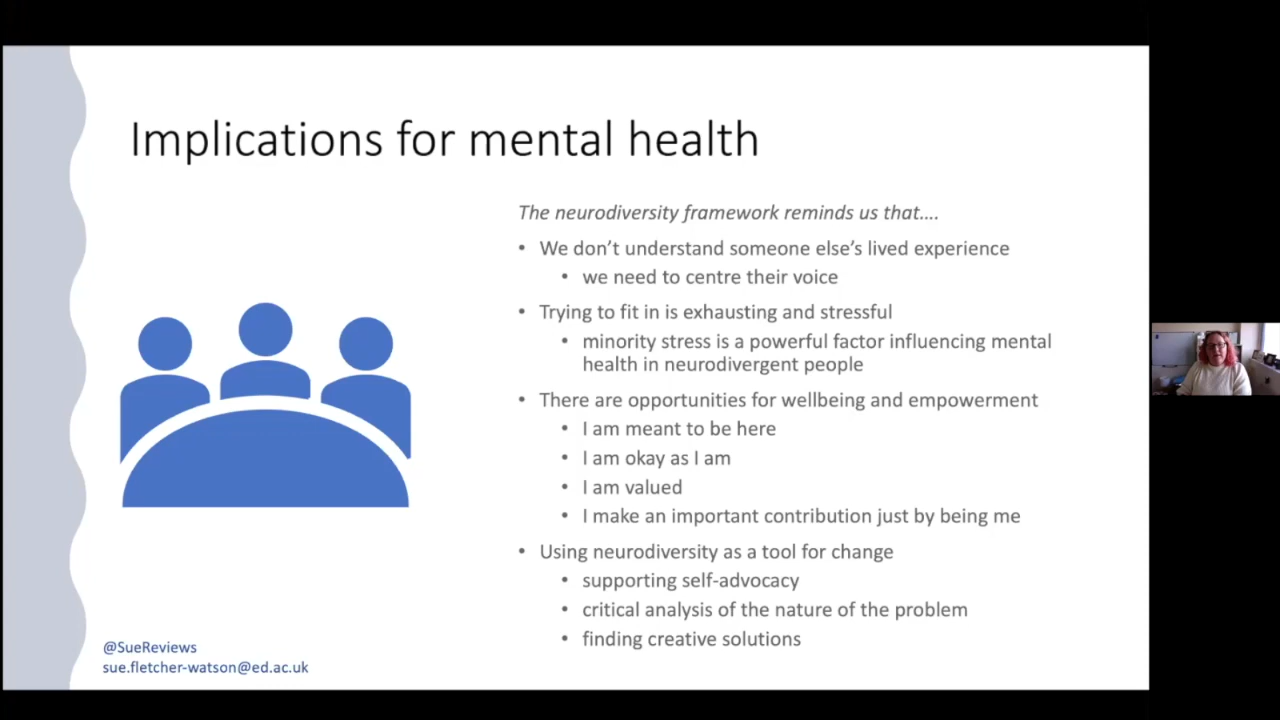 Implications for mental health
The neurodiversity framework reminds us that....
• We don’t understand someone else’s lived experience
• we need to centre their voice
• Trying to fit in is exhausting and stressful
• minority stress is a powerful factor influencing mental
health in neurodivergent people
• There are opportunities for wellbeing and empowerment
• I am meant to be here
• I am okay as I am
• I am valued
• I make an important contribution just by being me
• Using neurodiversity as a tool for change
• supporting self-advocacy
• critical analysis of the nature of the problem
• finding creative solutions
@SueReviews
sue.fletcher-watson@ed.ac.uk